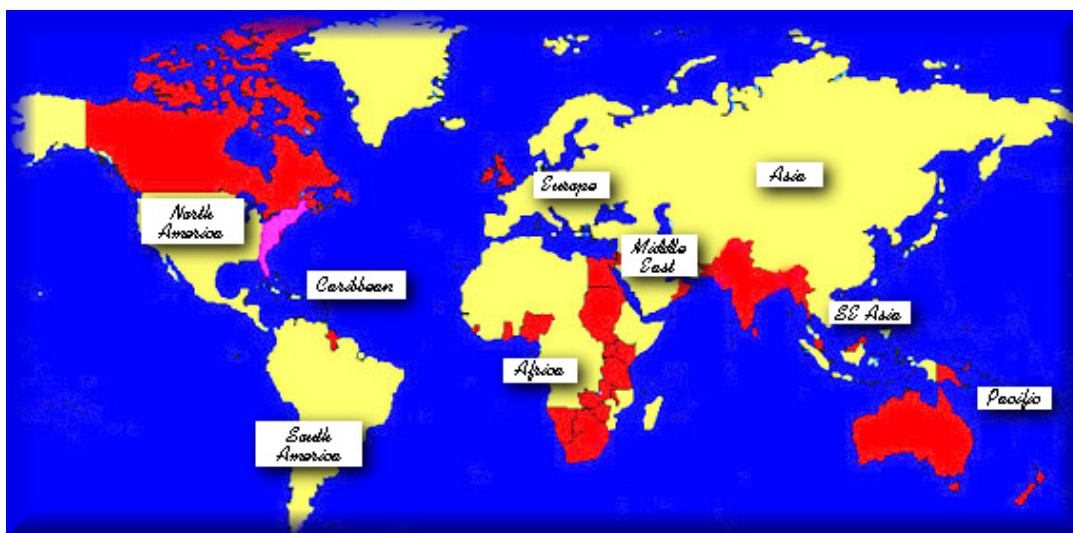 Asia
Europe
North
America
Middle
East
Caribbean
SE Asia
Africa
Pacific
South
America